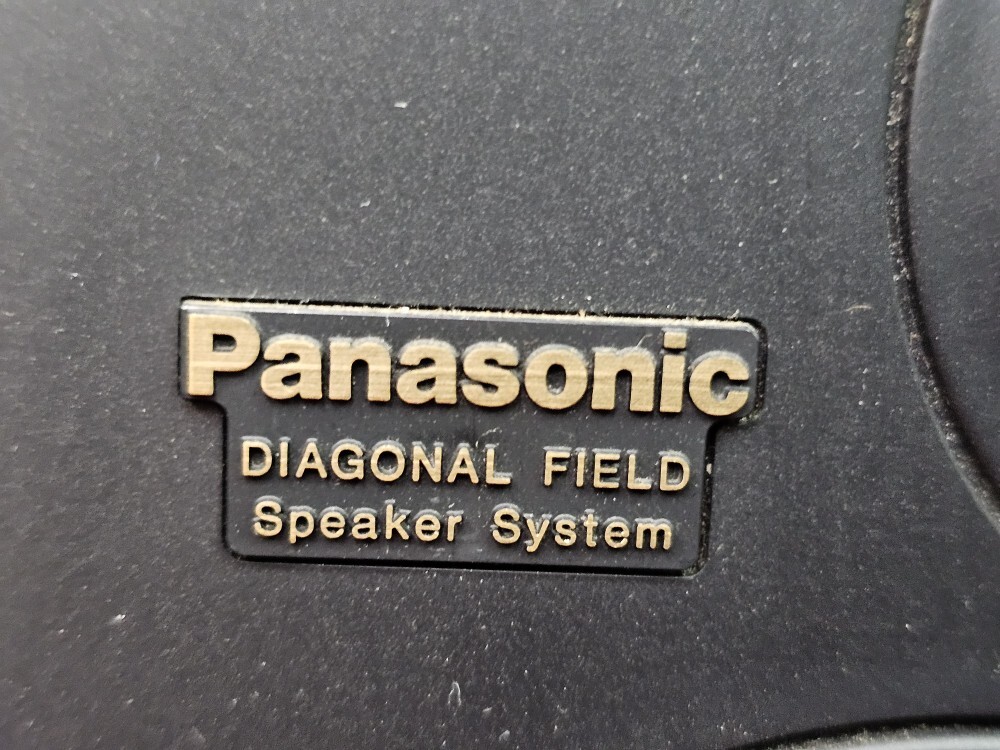 Panasonic
DIAGONAL FIELD
Speaker System